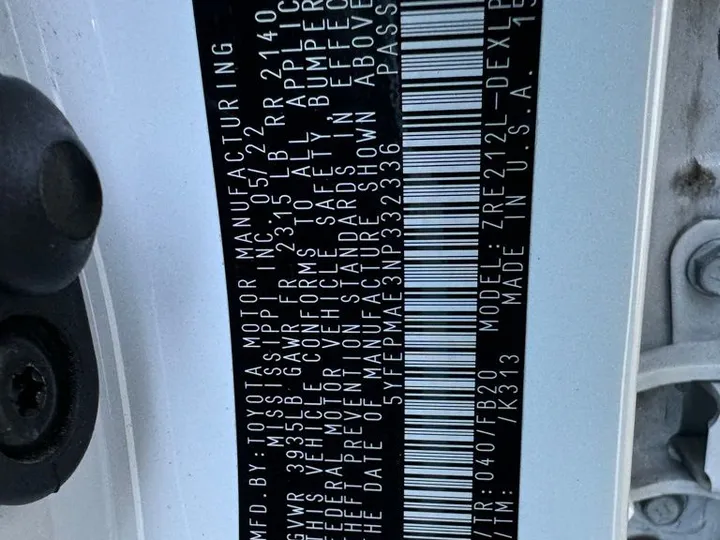 MFD.BY:TOYOTA MOTOR MANUFACTURING
MISSISSIPPI INC. 05/22
GVWR 3935LB GAWR FR 2315 LB RR 2140
THIS VEHICLE CONFORMS TO ALL APPLIC
FEDERAL MOTOR VEHICLE SAFETY, BUMPER
THEFT PREVENTION STANDARDS IN EFFEC
THE DATE OF MANUFACTURE SHOWN ABOVE
5YFEPMAE3NP332336 PASS
/TR:040/FB20 MODEL:ZRE212L-DEXLP
/TM: /K313 MADE IN U.S.A. 15